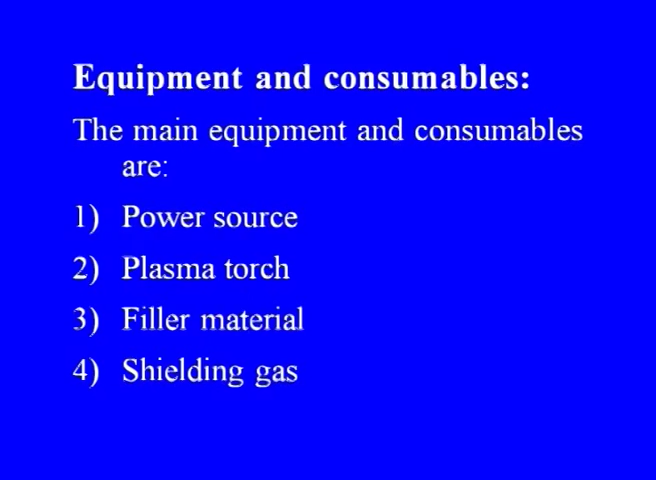 Equipment and consumables:
The main equipment and consumables
are:
1) Power source
2) Plasma torch
3) Filler material
4) Shielding gas